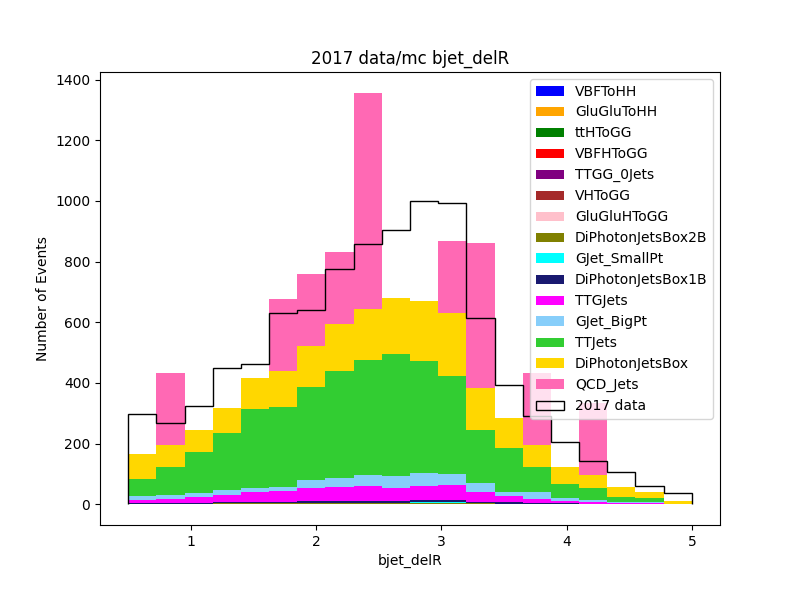 2017 data/mc bjet_delR
1400
1200
1000
800
600
400
200
0
Number of Events
1
2
3
4
5
bjet_delR
VBFToHH
GluGluToHH
ttHToGG
VBFHToGG
TTGG_0Jets
VHToGG
GluGluHToGG
DiPhotonJetsBox2B
GJet_SmallPt
DiPhotonJetsBox1B
TTGJets
GJet_BigPt
TTJets
DiPhotonJetsBox
QCD_Jets
2017 data